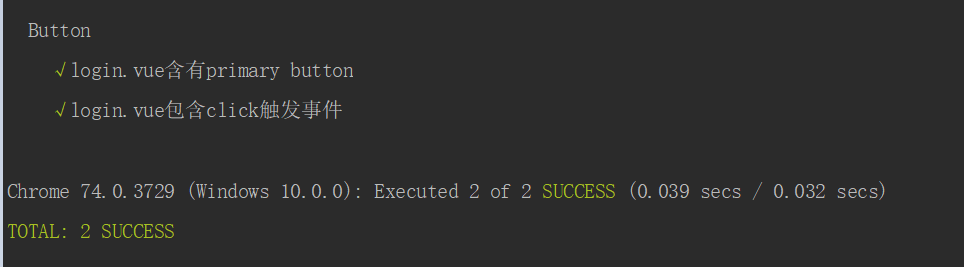 Button
√login.vue含有primary button
√login.vue包含click触发事件
Chrome 74.0.3729 (Windows 10.0.0): Executed 2 of 2 SUCCESS (0.039 secs / 0.032 secs)
TOTAL: 2 SUCCESS